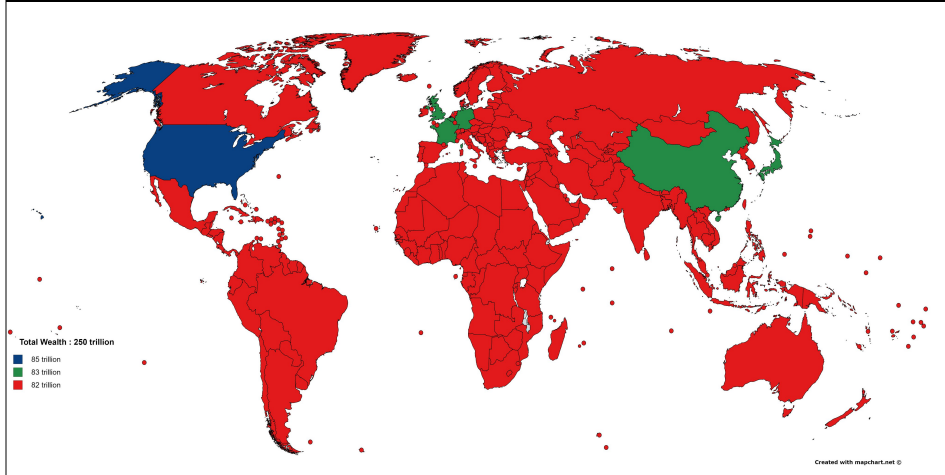 Total Wealth : 250 trillion
85 trillion
83 trillion
82 trillion
Created with mapchart.net ©